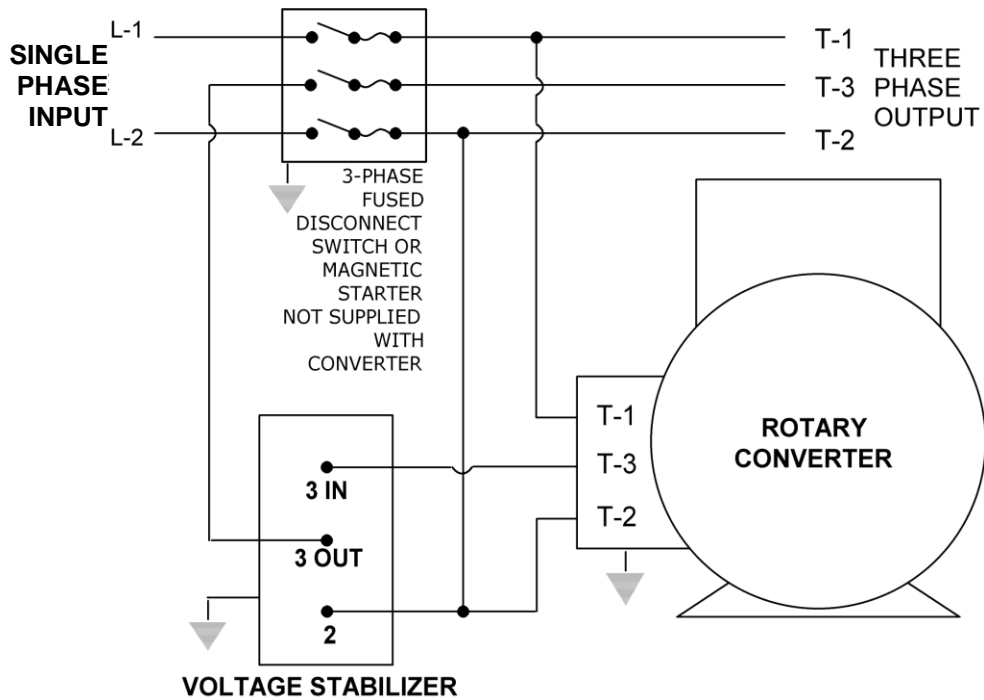 L-1
SINGLE
PHASE
INPUT
L-2
T-1
T-3
T-2
THREE
PHASE
OUTPUT
3-PHASE
FUSED
DISCONNECT
SWITCH OR
MAGNETIC
STARTER
NOT SUPPLIED
WITH
CONVERTER
T-1
T-3
T-2
ROTARY
CONVERTER
3 IN
3 OUT
2
VOLTAGE STABILIZER